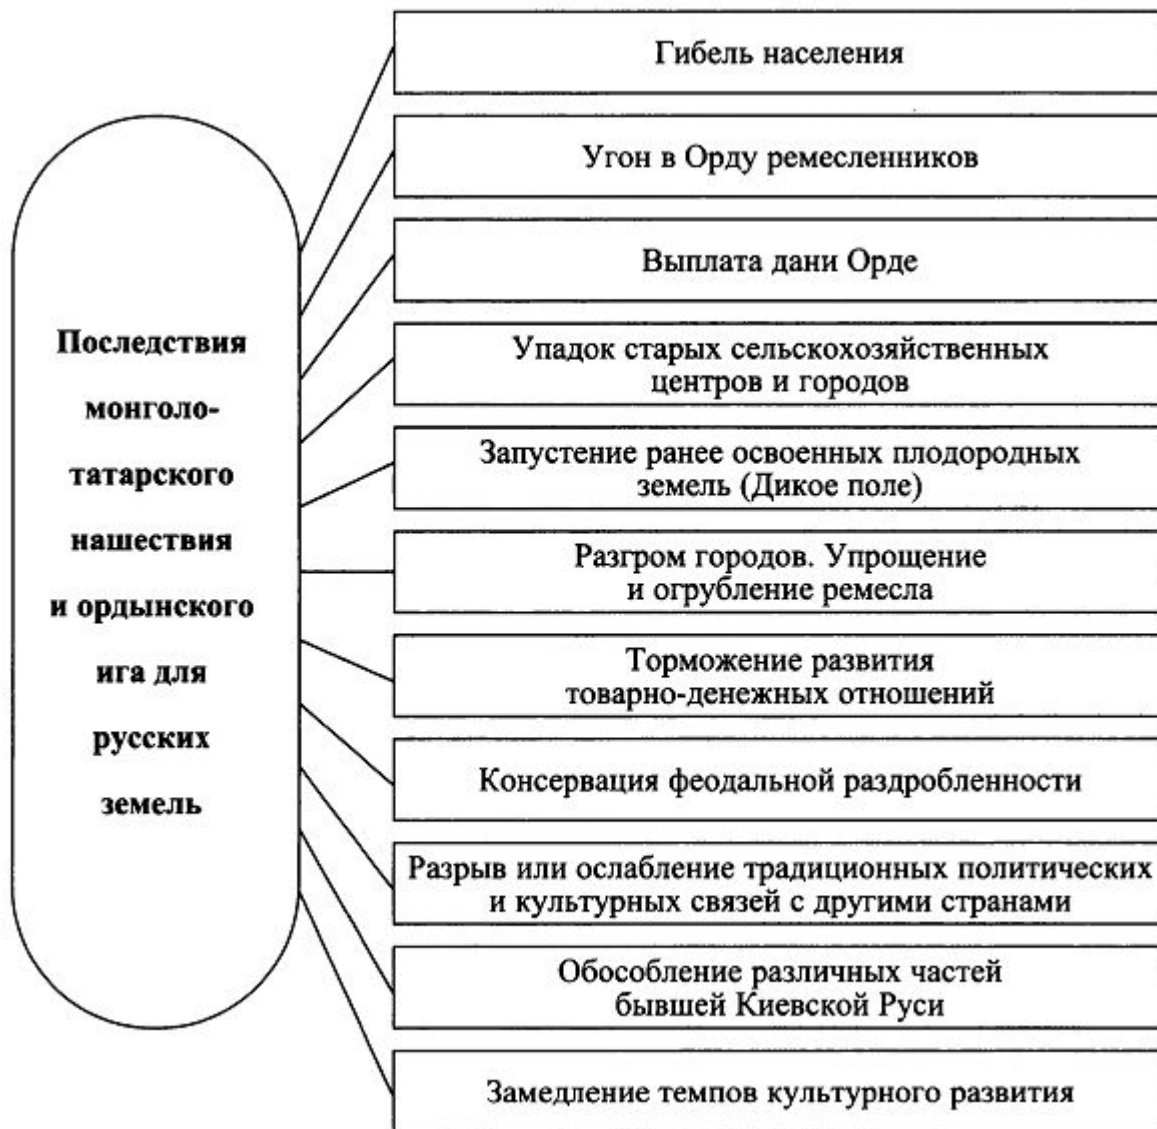 Последствия
монголо-
татарского
нашествия
и ордынского
ига для
русских
земель
Гибель населения
Угон в Орду ремесленников
Выплата дани Орде
Упадок старых сельскохозяйственных
центров и городов
Запустение ранее освоенных плодородных
земель (Дикое поле)
Разгром городов. Упрощение
и огрубление ремесла
Торможение развития
товарно-денежных отношений
Консервация феодальной раздробленности
Разрыв или ослабление традиционных политических
и культурных связей с другими странами
Обособление различных частей
бывшей Киевской Руси
Замедление темпов культурного развития